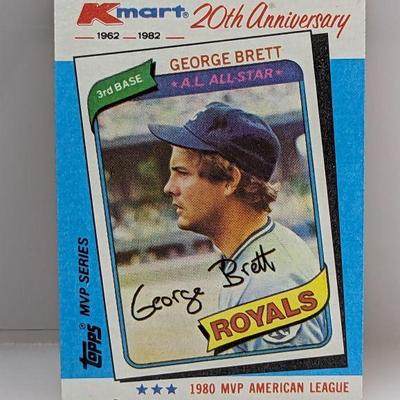 Kmart® 20th Anniversary
1962 — 1982
GEORGE BRETT
★ A.L. ALL-STAR ★
3rd BASE
George Brett
ROYALS
topps® MVP SERIES
★★★ 1980 MVP AMERICAN LEAGUE